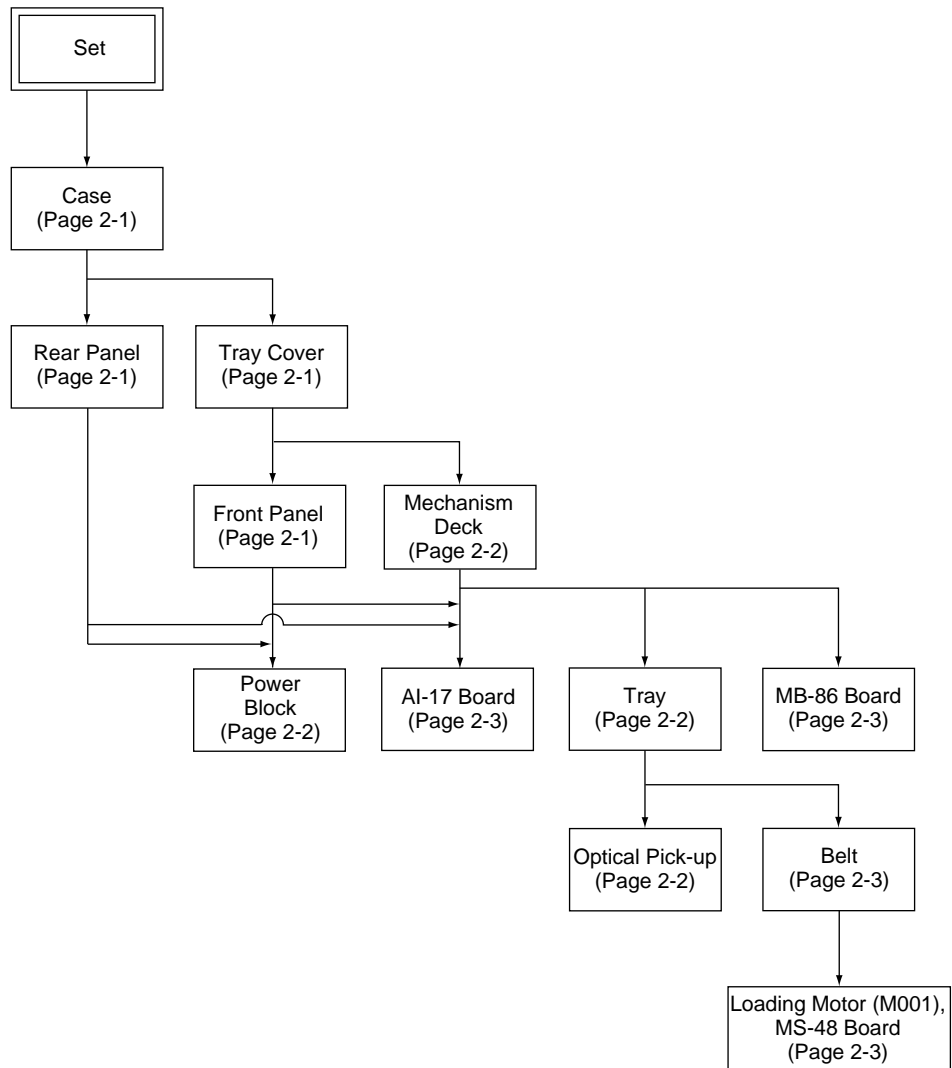 Set
Case
(Page 2-1)
Rear Panel
(Page 2-1)
Tray Cover
(Page 2-1)
Front Panel
(Page 2-1)
Mechanism
Deck
(Page 2-2)
Power
Block
(Page 2-2)
AI-17 Board
(Page 2-3)
Tray
(Page 2-2)
MB-86 Board
(Page 2-3)
Optical Pick-up
(Page 2-2)
Belt
(Page 2-3)
Loading Motor (M001),
MS-48 Board
(Page 2-3)